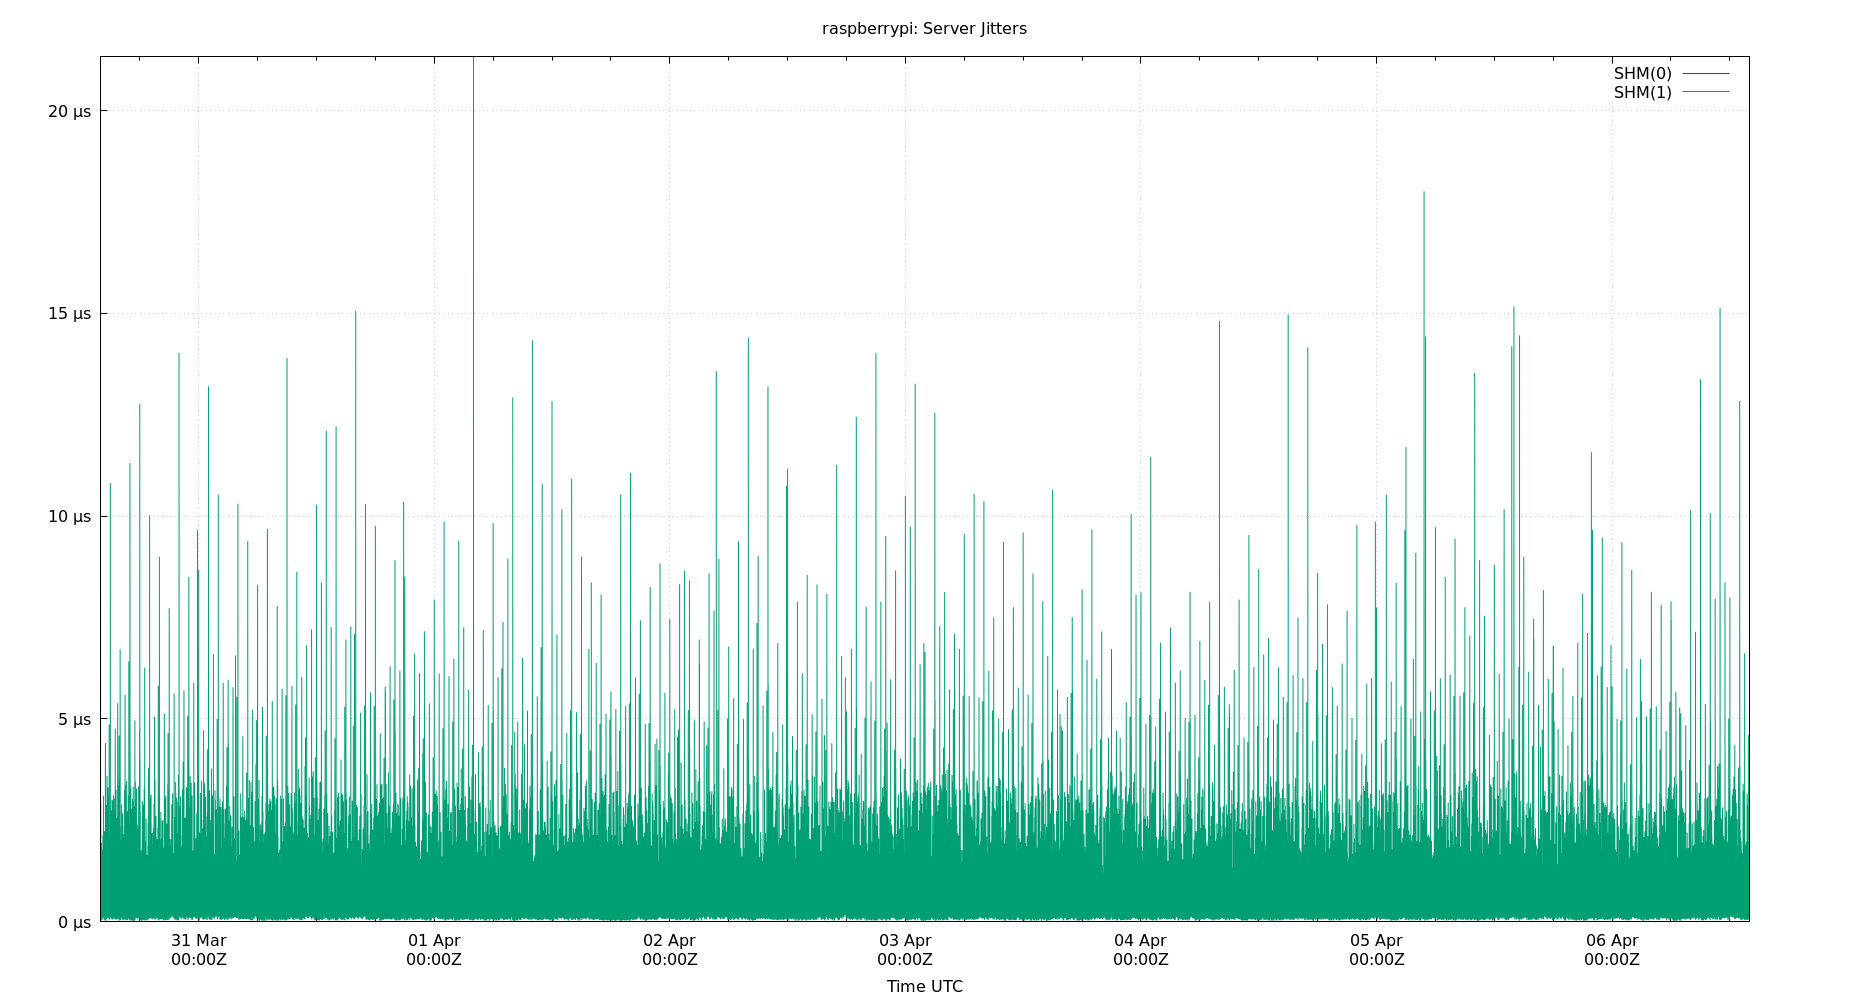 raspberrypi: Server Jitters
SHM(0)
SHM(1)
20 µs
15 µs
10 µs
5 µs
0 µs
31 Mar 01 Apr 02 Apr 03 Apr 04 Apr 05 Apr 06 Apr
00:00Z 00:00Z 00:00Z 00:00Z 00:00Z 00:00Z 00:00Z
Time UTC